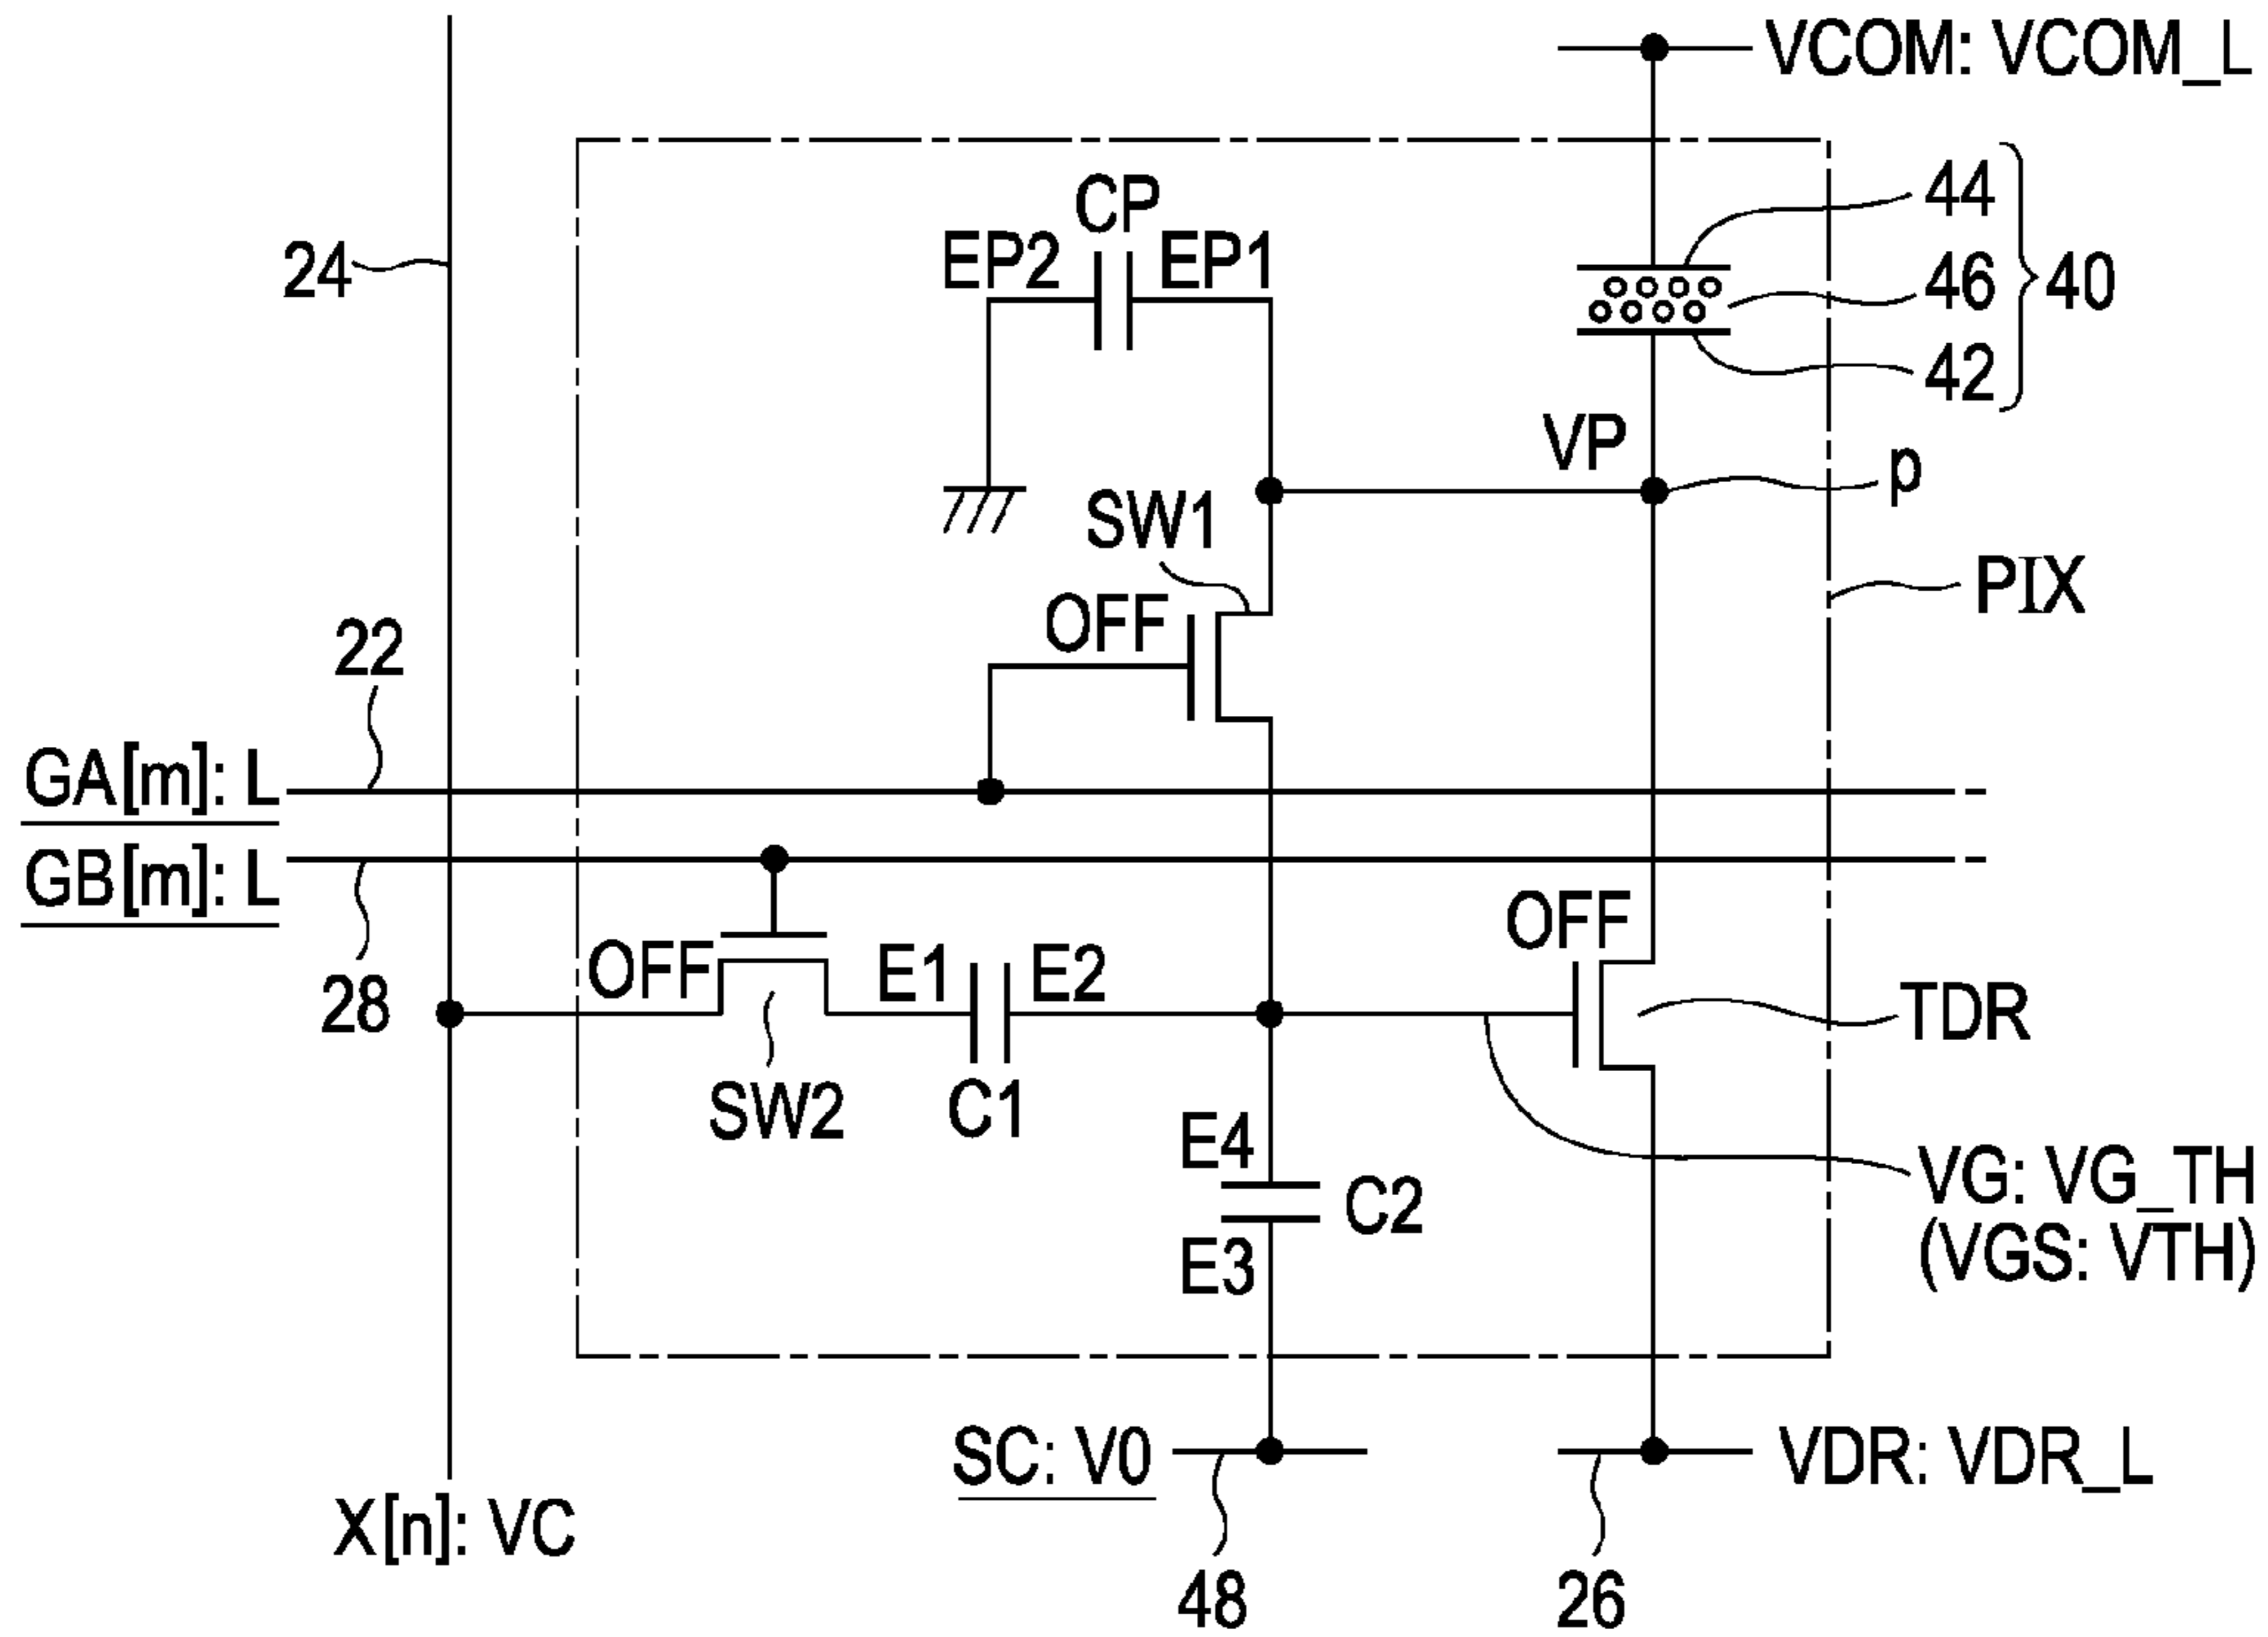 VCOM: VCOM_L
CP
EP2
EP1
44
46
42
40
24
VP
p
SW1
OFF
PIX
22
GA[m]: L
GB[m]: L
28
OFF
E1
E2
OFF
TDR
SW2
C1
E4
C2
E3
VG: VG_TH
(VGS: VTH)
SC: V0
VDR: VDR_L
X[n]: VC
48
26